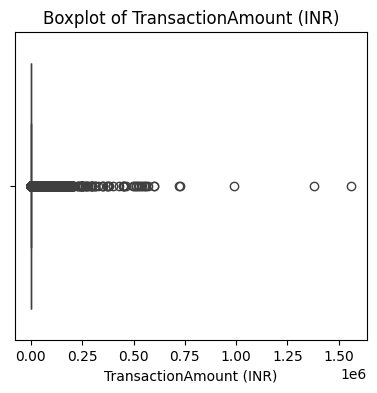 Boxplot of TransactionAmount (INR)
0.00 0.25 0.50 0.75 1.00 1.25 1.50
1e6
TransactionAmount (INR)